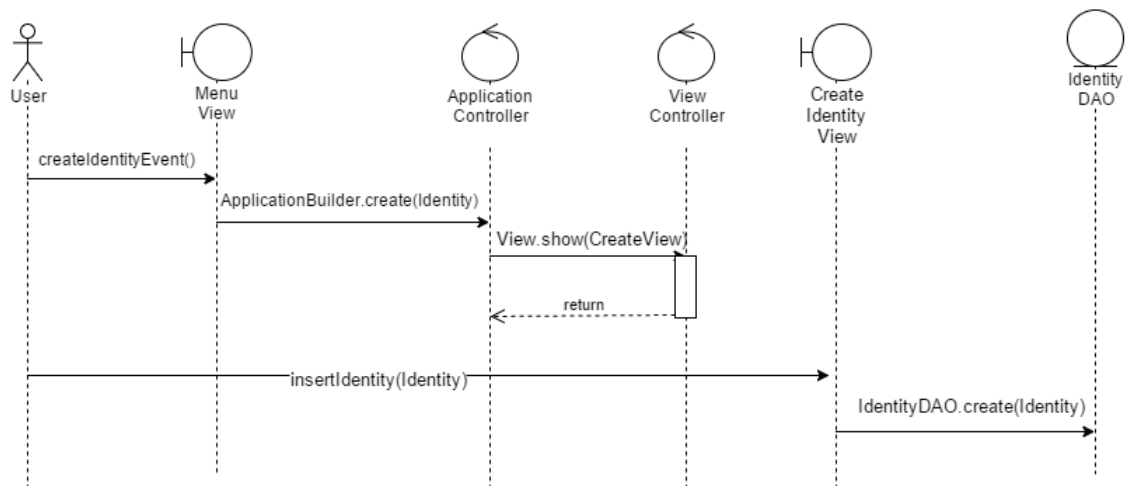 User
Menu
View
Application
Controller
View
Controller
Create
Identity
View
Identity
DAO
createIdentityEvent()
ApplicationBuilder.create(Identity)
View.show(CreateView)
return
insertIdentity(Identity)
IdentityDAO.create(Identity)